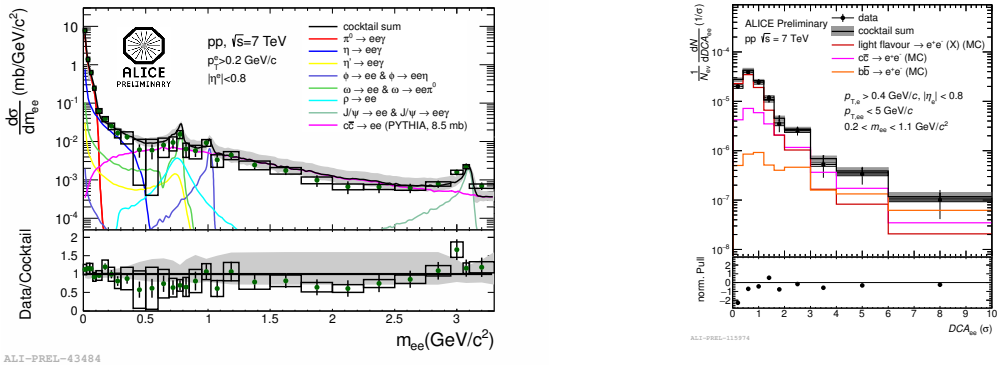 dσ/dm_ee (mb/GeV/c²)
10
1
10⁻¹
10⁻²
10⁻³
10⁻⁴
ALICE
PRELIMINARY
pp, √s=7 TeV
p_T^e>0.2 GeV/c
|η^e|<0.8
cocktail sum
π⁰ → eeγ
η → eeγ
η' → eeγ
ϕ → ee & ϕ → eeη
ω → ee & ω → eeπ⁰
ρ → ee
J/ψ → ee & J/ψ → eeγ
cc̄ → ee (PYTHIA, 8.5 mb)
Data/Cocktail
2
1.5
1
0.5
0
0 0.5 1 1.5 2 2.5 3
m_ee(GeV/c²)
ALI-PREL-43484
1/N_ev dN/dDCA_ee (1/σ)
10⁻⁴
10⁻⁵
10⁻⁶
10⁻⁷
10⁻⁸
ALICE Preliminary
pp √s = 7 TeV
data
cocktail sum
light flavour → e⁺e⁻ (X) (MC)
cc̄ → e⁺e⁻ (MC)
bb̄ → e⁺e⁻ (MC)
p_T,e > 0.4 GeV/c, |η_e| < 0.8
p_T,ee < 5 GeV/c
0.2 < m_ee < 1.1 GeV/c²
norm. Pull
2
1
0
−1
−2
0 1 2 3 4 5 6 7 8 9 10
DCA_ee (σ)
ALI-PREL-115974